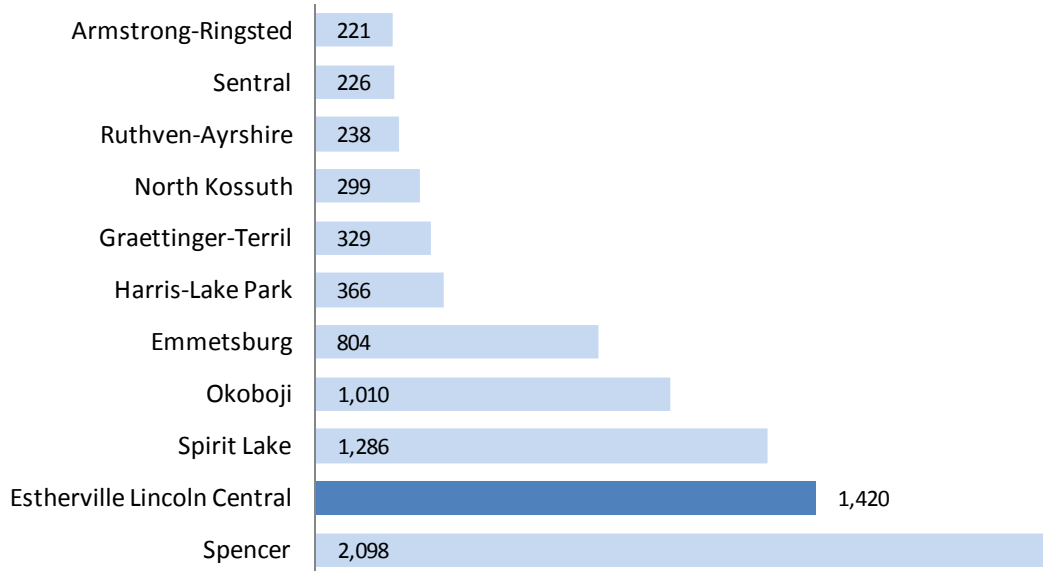 Armstrong-Ringsted 221
Sentral 226
Ruthven-Ayrshire 238
North Kossuth 299
Graettinger-Terril 329
Harris-Lake Park 366
Emmetsburg 804
Okoboji 1,010
Spirit Lake 1,286
Estherville Lincoln Central 1,420
Spencer 2,098